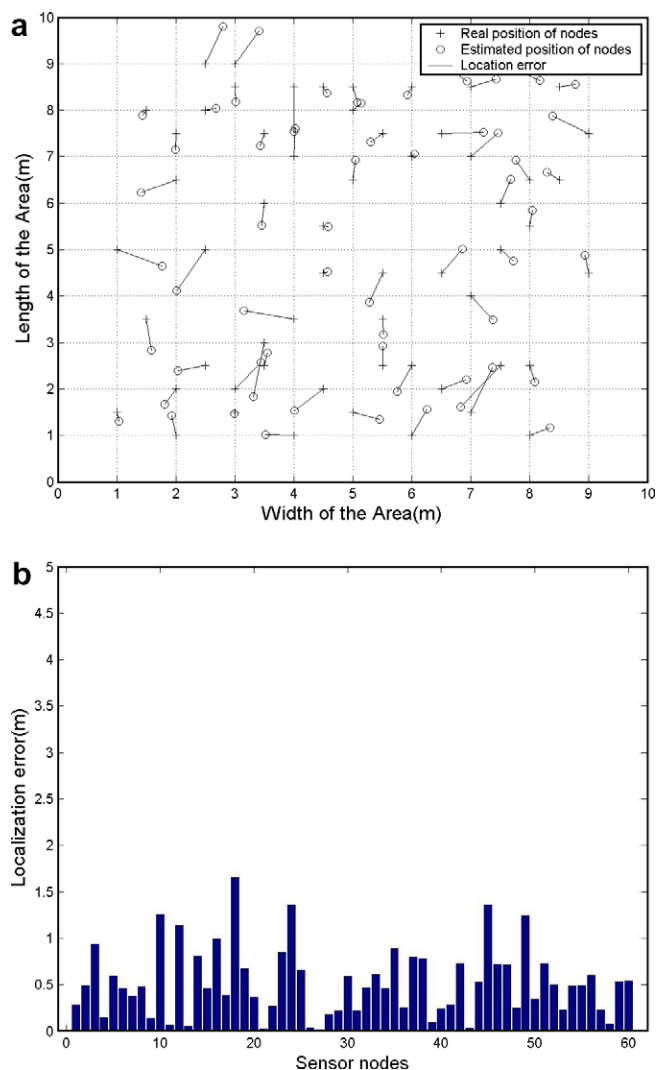 a
10
9
8
7
6
5
4
3
2
1
0
Length of the Area(m)
+ Real position of nodes
Estimated position of nodes
Location error
0 1 2 3 4 5 6 7 8 9 10
Width of the Area(m)
b
5
4.5
4
3.5
3
2.5
2
1.5
1
0.5
0
Localization error(m)
0 10 20 30 40 50 60
Sensor nodes